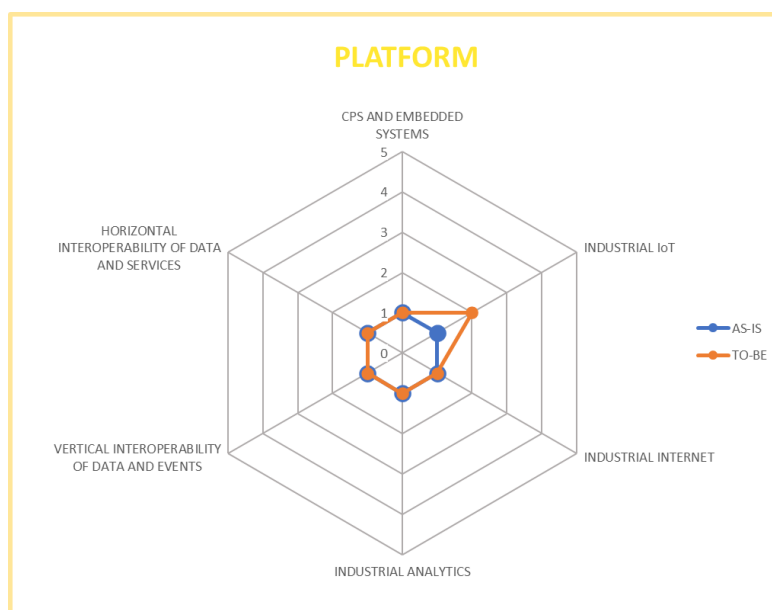 PLATFORM
CPS AND EMBEDDED
SYSTEMS
5
4
3
2
1
0
HORIZONTAL
INTEROPERABILITY OF DATA
AND SERVICES
INDUSTRIAL IoT
AS-IS
TO-BE
VERTICAL INTEROPERABILITY
OF DATA AND EVENTS
INDUSTRIAL INTERNET
INDUSTRIAL ANALYTICS